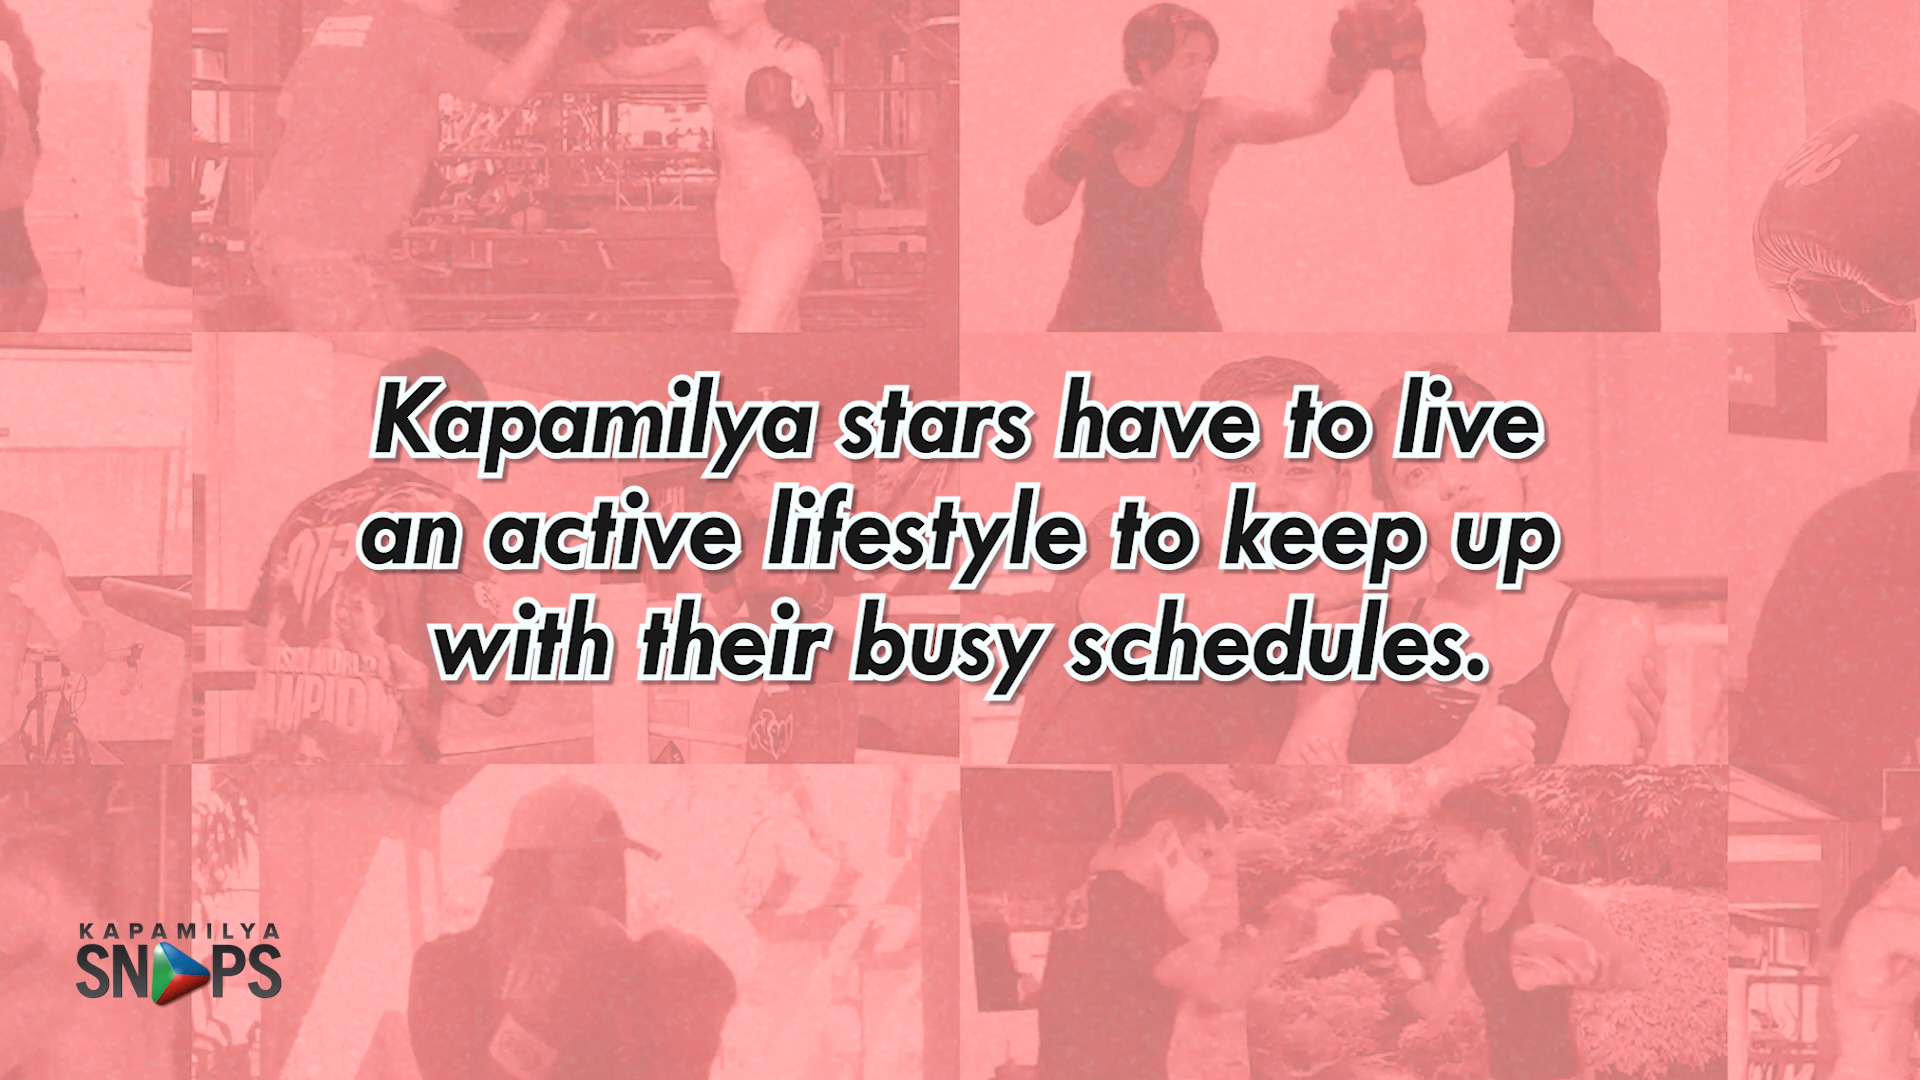 Kapamilya stars have to live
an active lifestyle to keep up
with their busy schedules.
KAPAMILYA
SNAPS